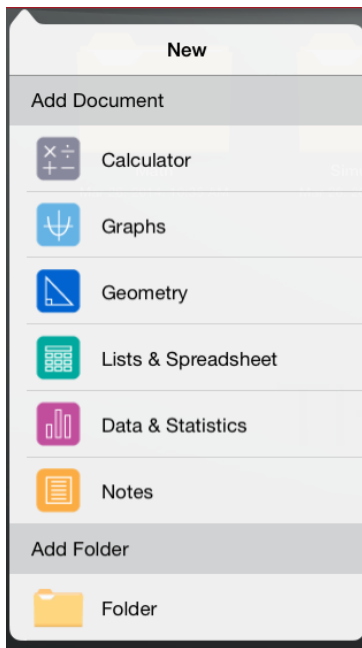 New
Add Document
Calculator
Graphs
Geometry
Lists & Spreadsheet
Data & Statistics
Notes
Add Folder
Folder